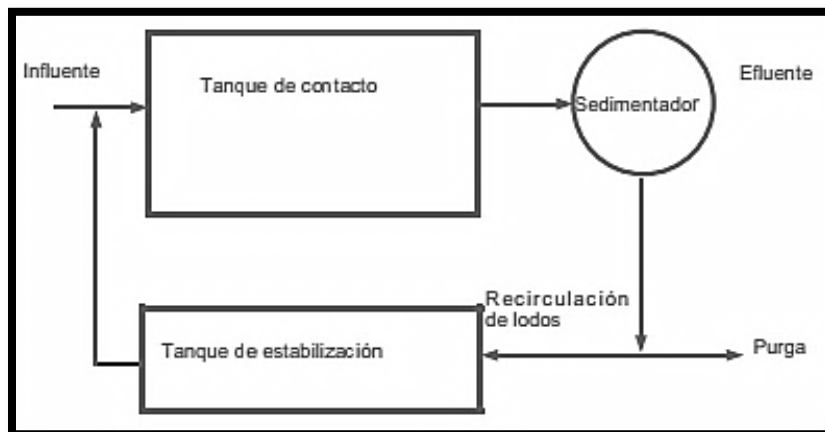 Influente
Tanque de contacto
Sedimentador
Efluente
Recirculación
de lodos
Tanque de estabilización
Purga